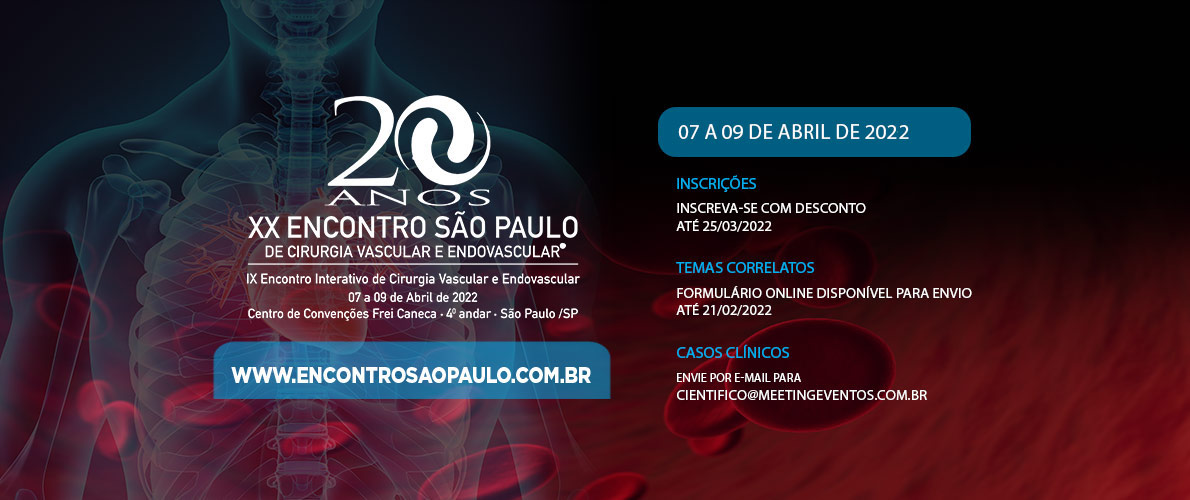 20
ANOS
XX ENCONTRO SÃO PAULO
DE CIRURGIA VASCULAR E ENDOVASCULAR
IX Encontro Interativo de Cirurgia Vascular e Endovascular
07 a 09 de Abril de 2022
Centro de Convenções Frei Caneca · 4º andar · São Paulo /SP
WWW.ENCONTROSAOPAULO.COM.BR
07 A 09 DE ABRIL DE 2022
INSCRIÇÕES
INSCREVA-SE COM DESCONTO
ATÉ 25/03/2022
TEMAS CORRELATOS
FORMULÁRIO ONLINE DISPONÍVEL PARA ENVIO
ATÉ 21/02/2022
CASOS CLÍNICOS
ENVIE POR E-MAIL PARA
CIENTIFICO@MEETINGEVENTOS.COM.BR